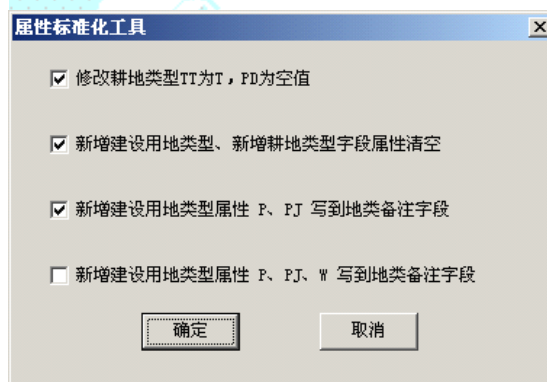 属性标准化工具
修改耕地类型TT为T，PD为空值
新增建设用地类型、新增耕地类型字段属性清空
新增建设用地类型属性 P、PJ 写到地类备注字段
新增建设用地类型属性 P、PJ、W 写到地类备注字段
确定 取消